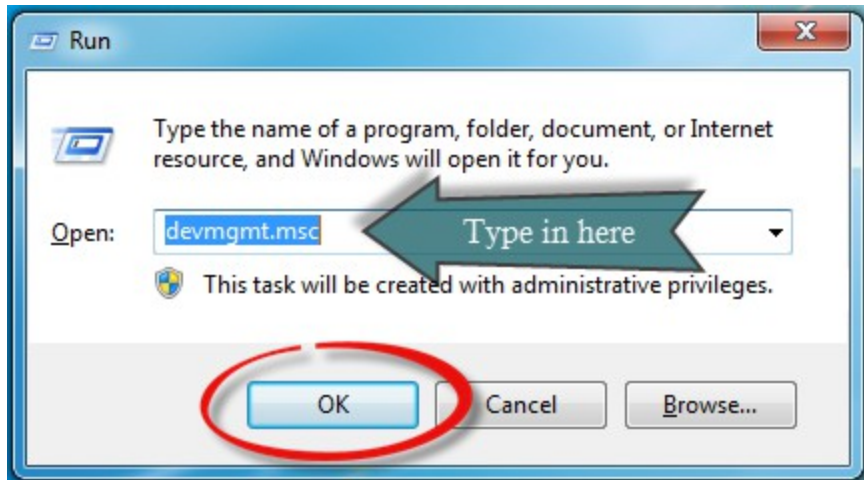 Run
Type the name of a program, folder, document, or Internet
resource, and Windows will open it for you.
Open: devmgmt.msc Type in here
This task will be created with administrative privileges.
OK Cancel Browse...